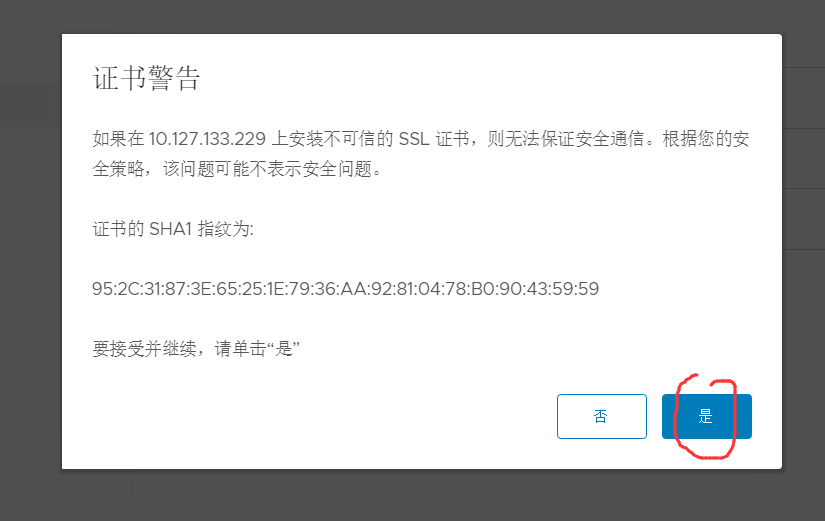 证书警告
如果在 10.127.133.229 上安装不可信的 SSL 证书，则无法保证安全通信。根据您的安
全策略，该问题可能不表示安全问题。
证书的 SHA1 指纹为:
95:2C:31:87:3E:65:25:1E:79:36:AA:92:81:04:78:B0:90:43:59:59
要接受并继续，请单击“是”
否 是